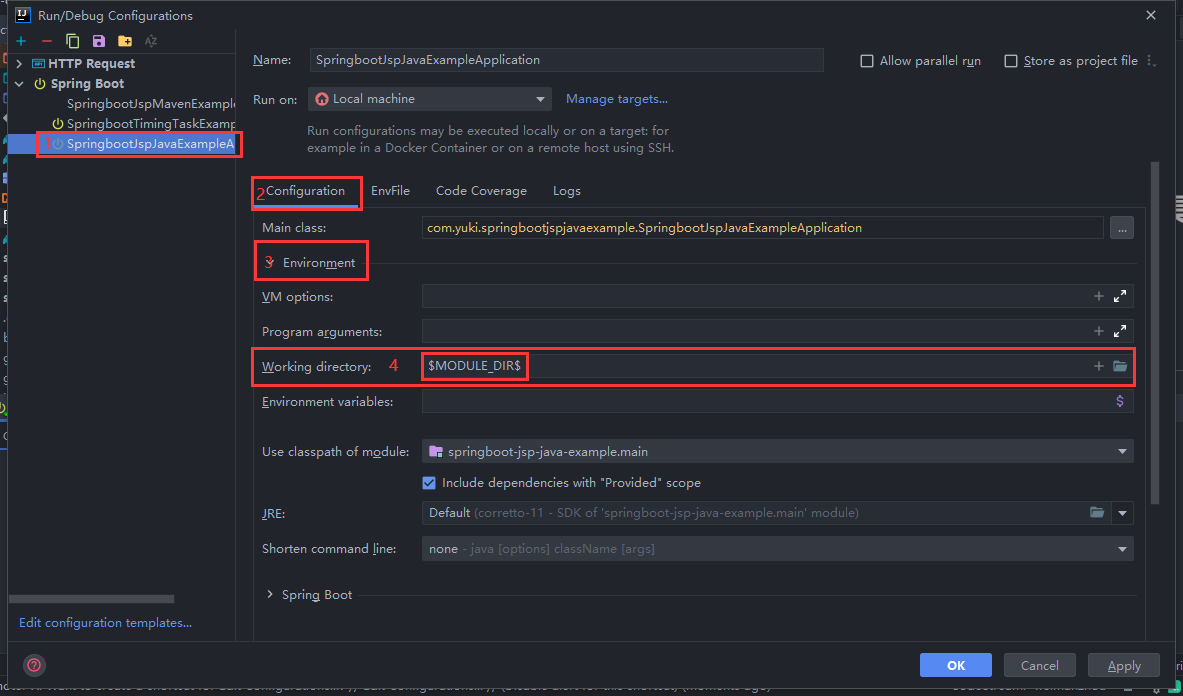 Run/Debug Configurations
HTTP Request
Spring Boot
SpringbootJspMavenExample
SpringbootTimingTaskExamp
1 SpringbootJspJavaExampleA
Name: SpringbootJspJavaExampleApplication
Allow parallel run
Store as project file
Run on: Local machine
Manage targets...
Run configurations may be executed locally or on a target: for
example in a Docker Container or on a remote host using SSH.
2 Configuration EnvFile Code Coverage Logs
Main class: com.yuki.springbootjspjavaexample.SpringbootJspJavaExampleApplication ...
3 Environment
VM options:
Program arguments:
Working directory: 4 $MODULE_DIR$
Environment variables: $
Use classpath of module: springboot-jsp-java-example.main
Include dependencies with "Provided" scope
JRE: Default (corretto-11 - SDK of 'springboot-jsp-java-example.main' module)
Shorten command line: none - java [options] className [args]
Spring Boot
Edit configuration templates...
?
OK Cancel Apply